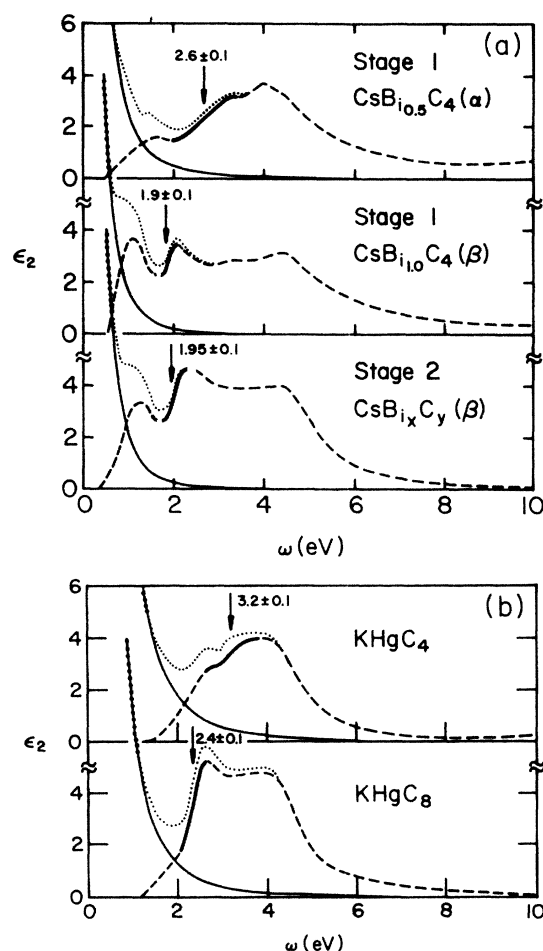 (a)
6
4
2
0
2.6±0.1
Stage 1
CsBi0.5C4(α)
4
2
0
1.9±0.1
Stage 1
CsBi1.0C4(β)
ϵ2
4
2
0
1.95±0.1
Stage 2
CsBixCy(β)
0 2 4 6 8 10
ω(eV)
(b)
6
4
2
0
3.2±0.1
KHgC4
ϵ2
4
2
0
2.4±0.1
KHgC8
0 2 4 6 8 10
ω(eV)